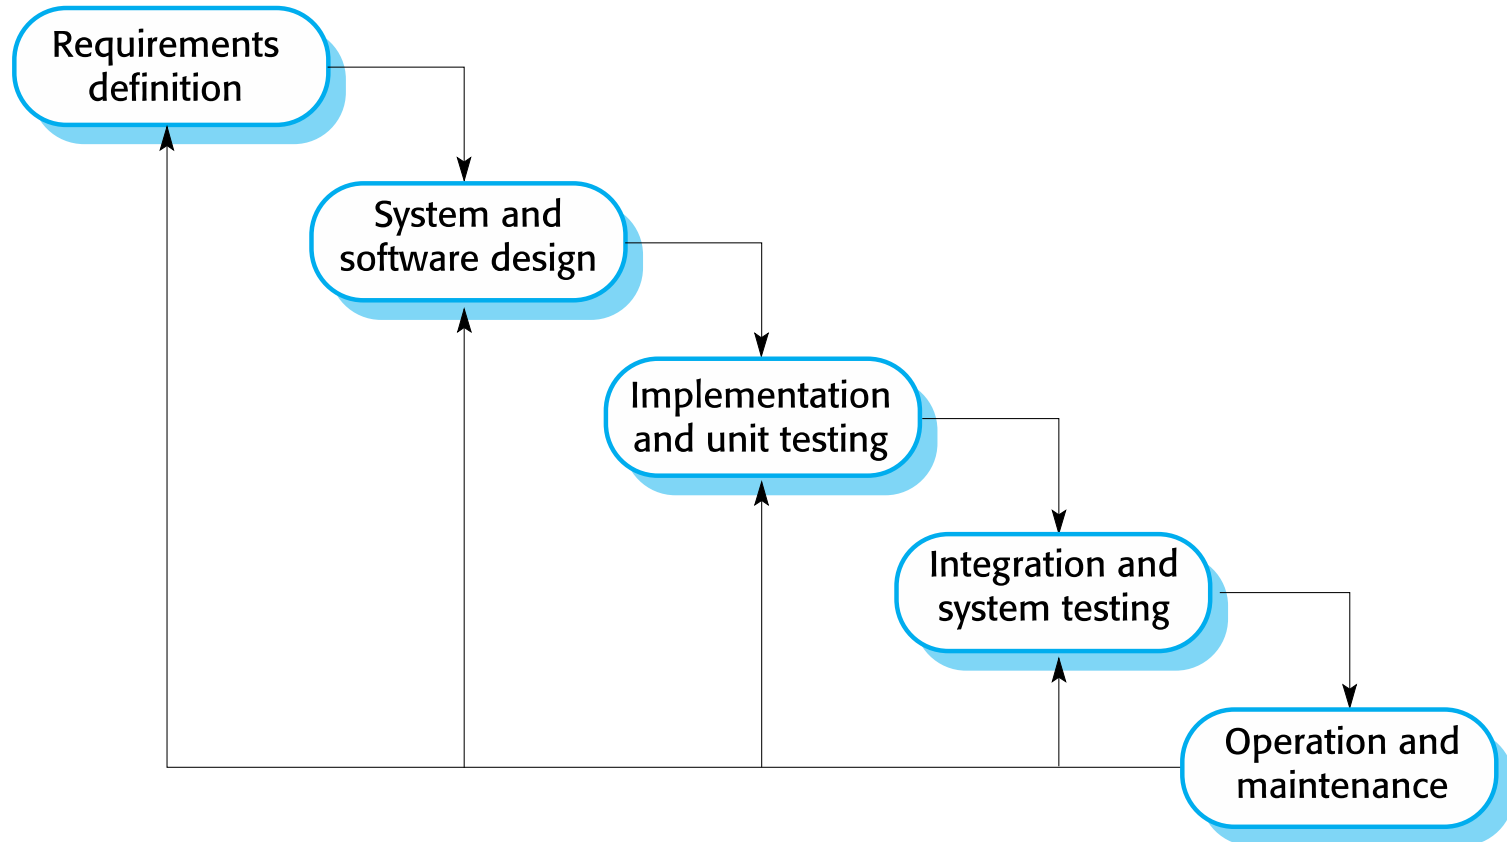 Requirements
definition
System and
software design
Implementation
and unit testing
Integration and
system testing
Operation and
maintenance